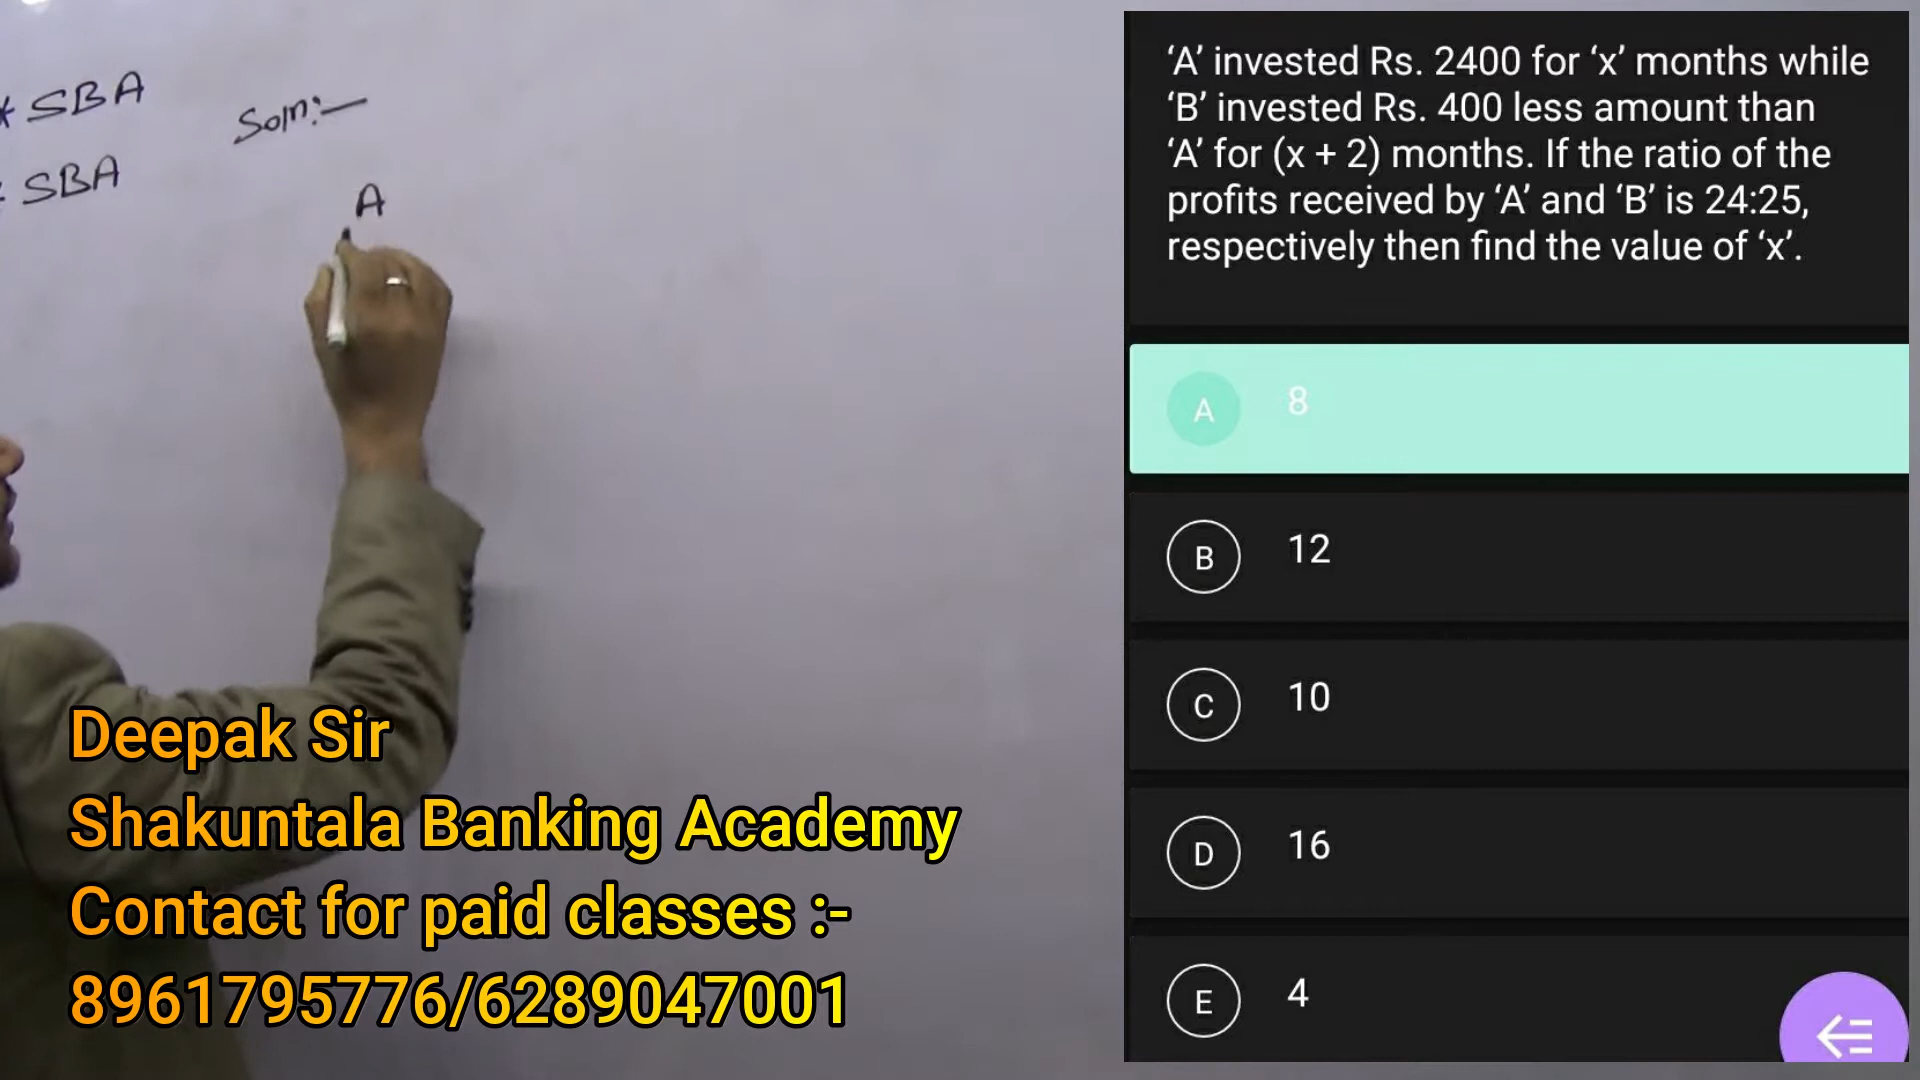 * SBA
* SBA
Soln:-
A
‘A’ invested Rs. 2400 for ‘x’ months while
‘B’ invested Rs. 400 less amount than
‘A’ for (x + 2) months. If the ratio of the
profits received by ‘A’ and ‘B’ is 24:25,
respectively then find the value of ‘x’.
A 8
B 12
C 10
D 16
E 4
Deepak Sir
Shakuntala Banking Academy
Contact for paid classes :-
8961795776/6289047001